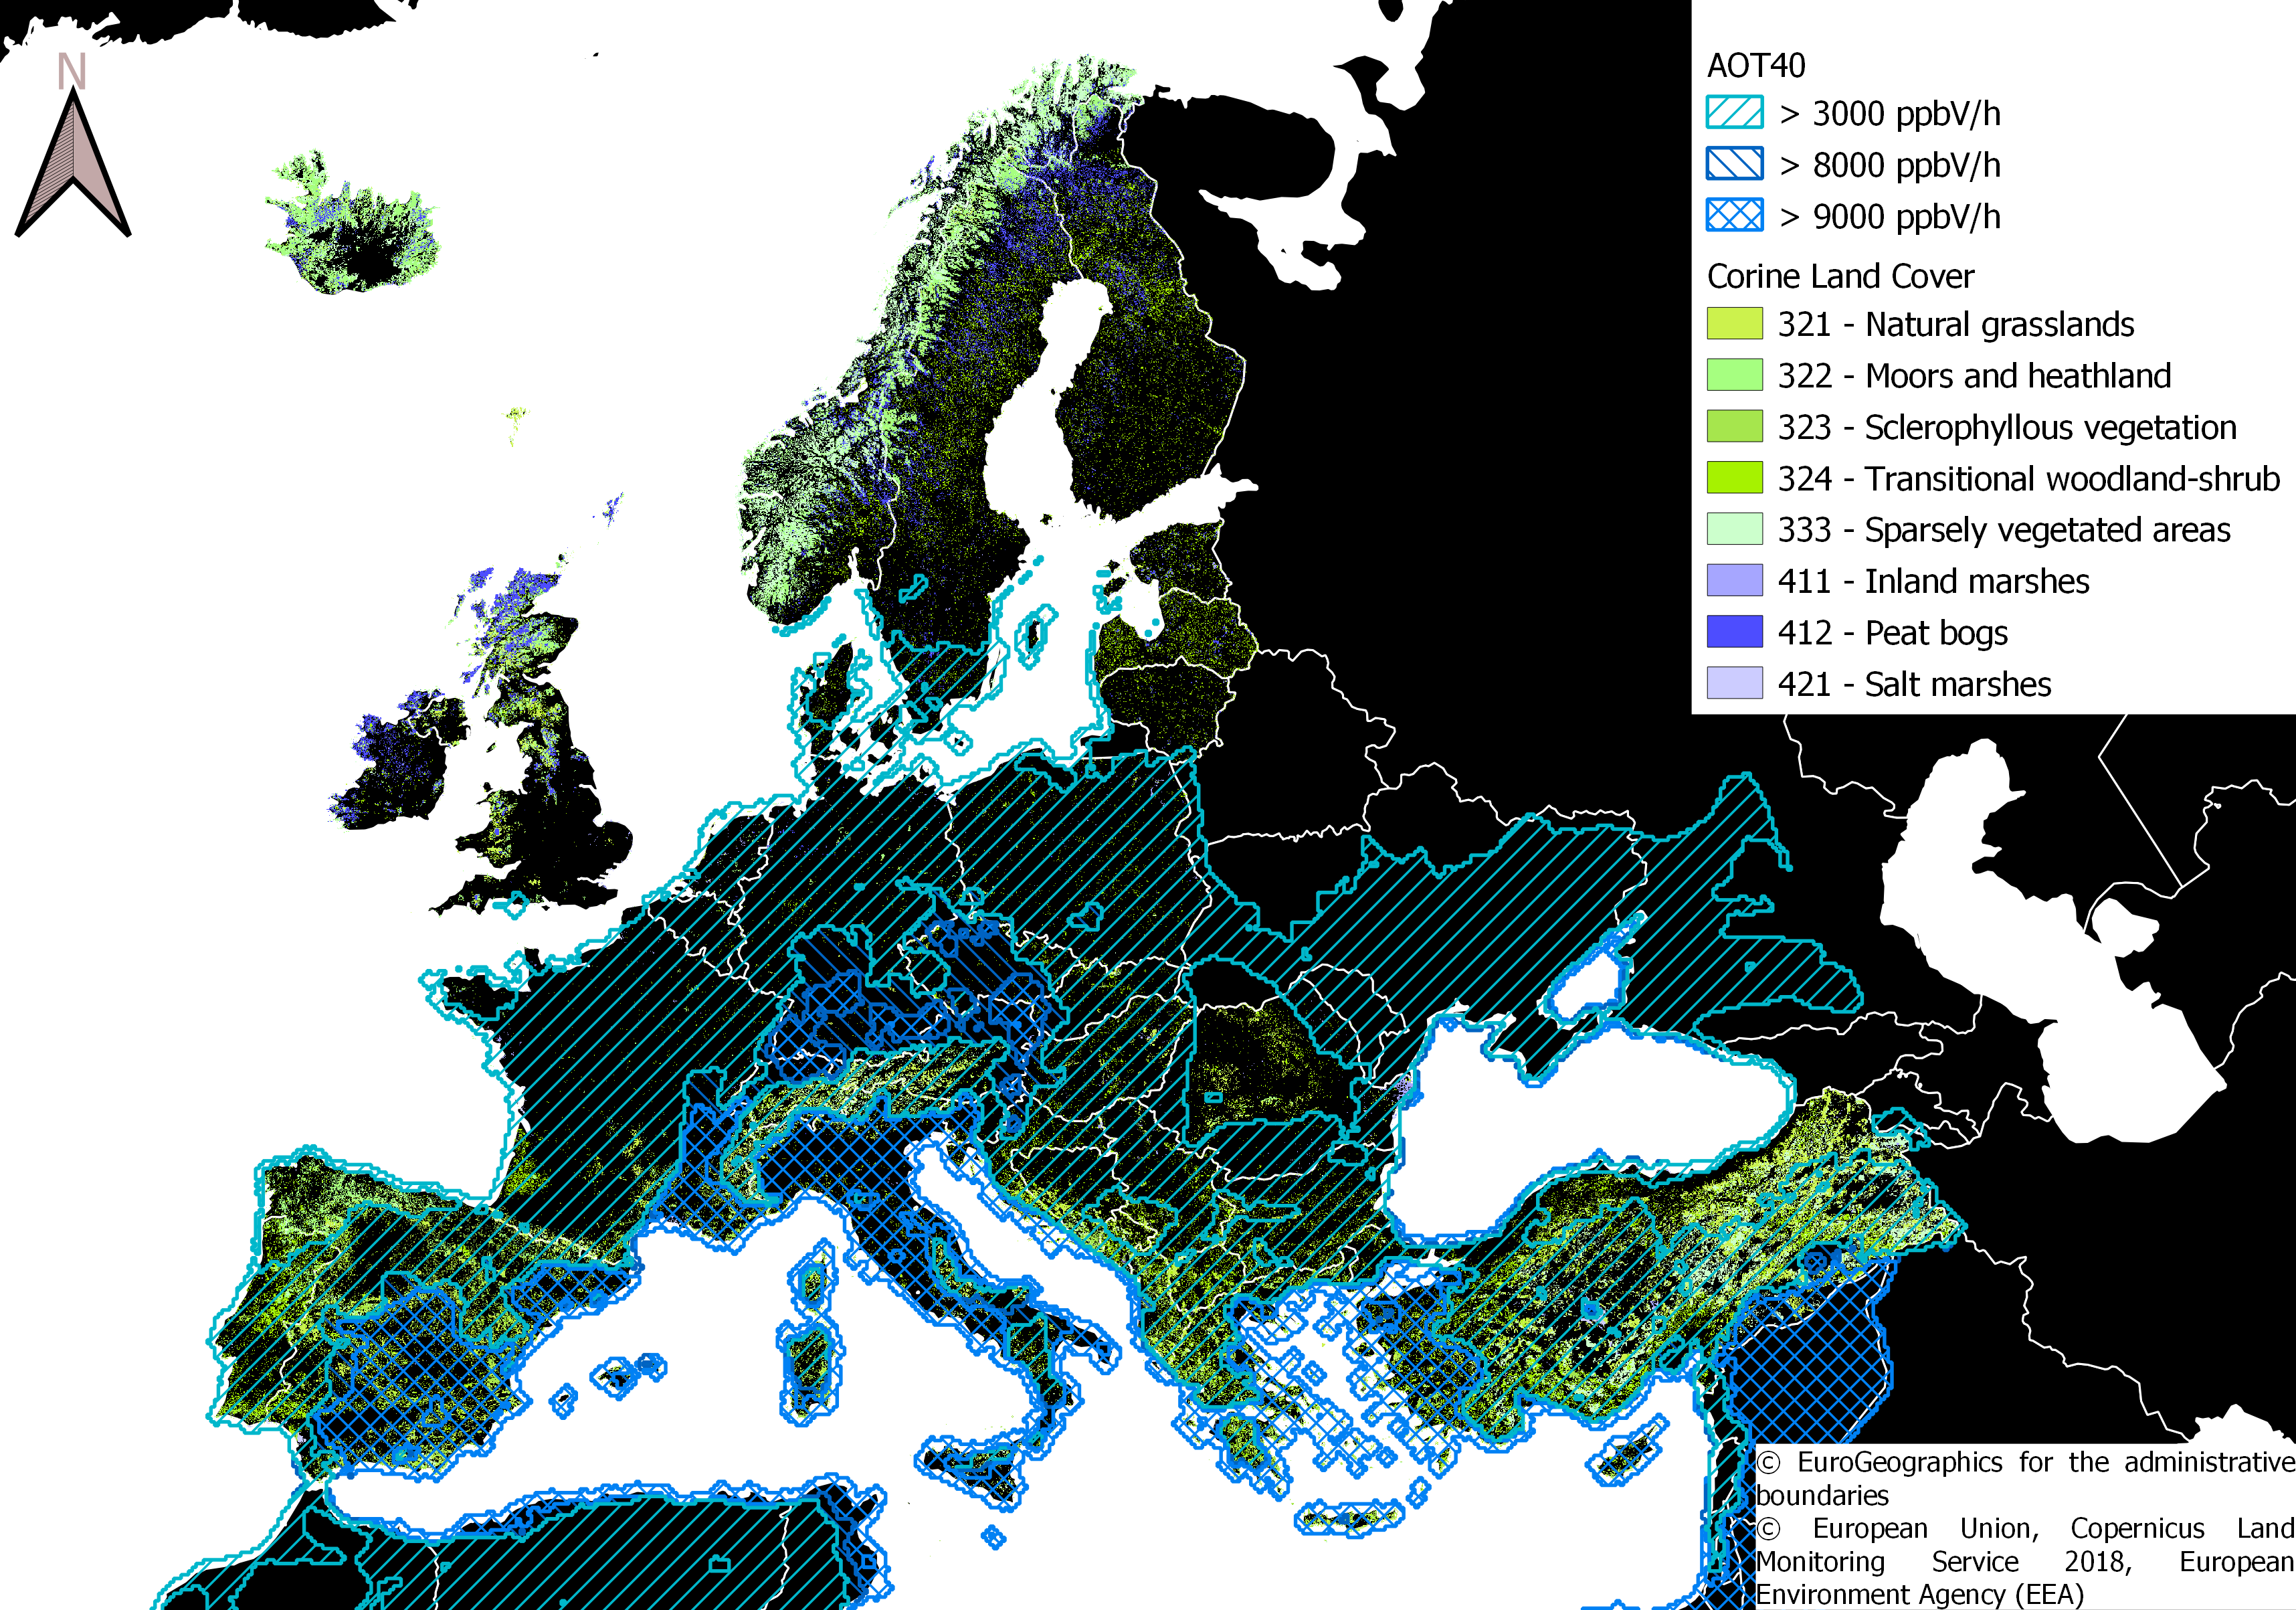 N
AOT40
> 3000 ppbV/h
> 8000 ppbV/h
> 9000 ppbV/h
Corine Land Cover
321 - Natural grasslands
322 - Moors and heathland
323 - Sclerophyllous vegetation
324 - Transitional woodland-shrub
333 - Sparsely vegetated areas
411 - Inland marshes
412 - Peat bogs
421 - Salt marshes
© EuroGeographics for the administrative
boundaries
© European Union, Copernicus Land
Monitoring Service 2018, European
Environment Agency (EEA)